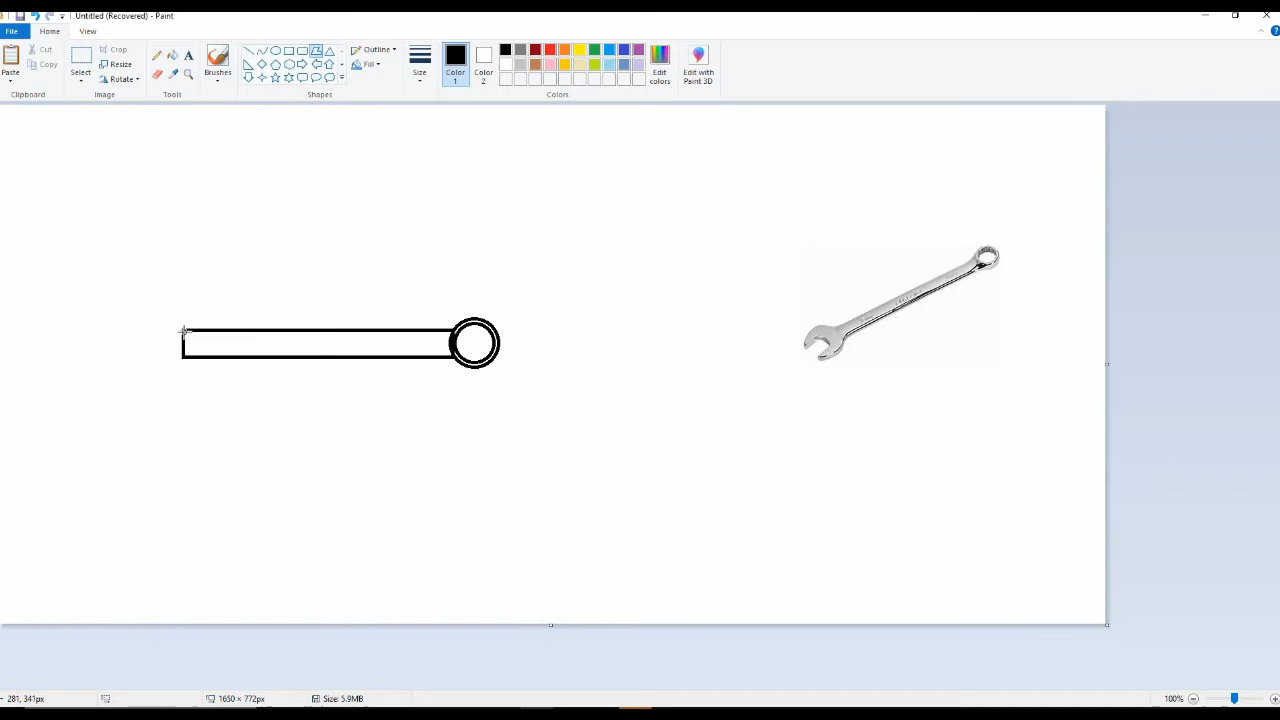 Untitled (Recovered) - Paint
File Home View
Paste
Cut
Copy
Clipboard
Select
Crop
Resize
Rotate
Image
Tools
Brushes
Outline
Fill
Shapes
Size
Color 1
Color 2
Edit colors
Edit with Paint 3D
Colors
281, 341px
1650 × 772px
Size: 5.9MB
100%